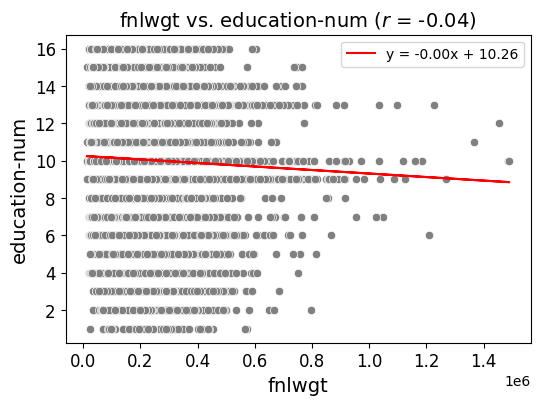 fnlwgt vs. education-num (r = -0.04)
y = -0.00x + 10.26
16
14
12
10
8
6
4
2
education-num
0.0 0.2 0.4 0.6 0.8 1.0 1.2 1.4
1e6
fnlwgt